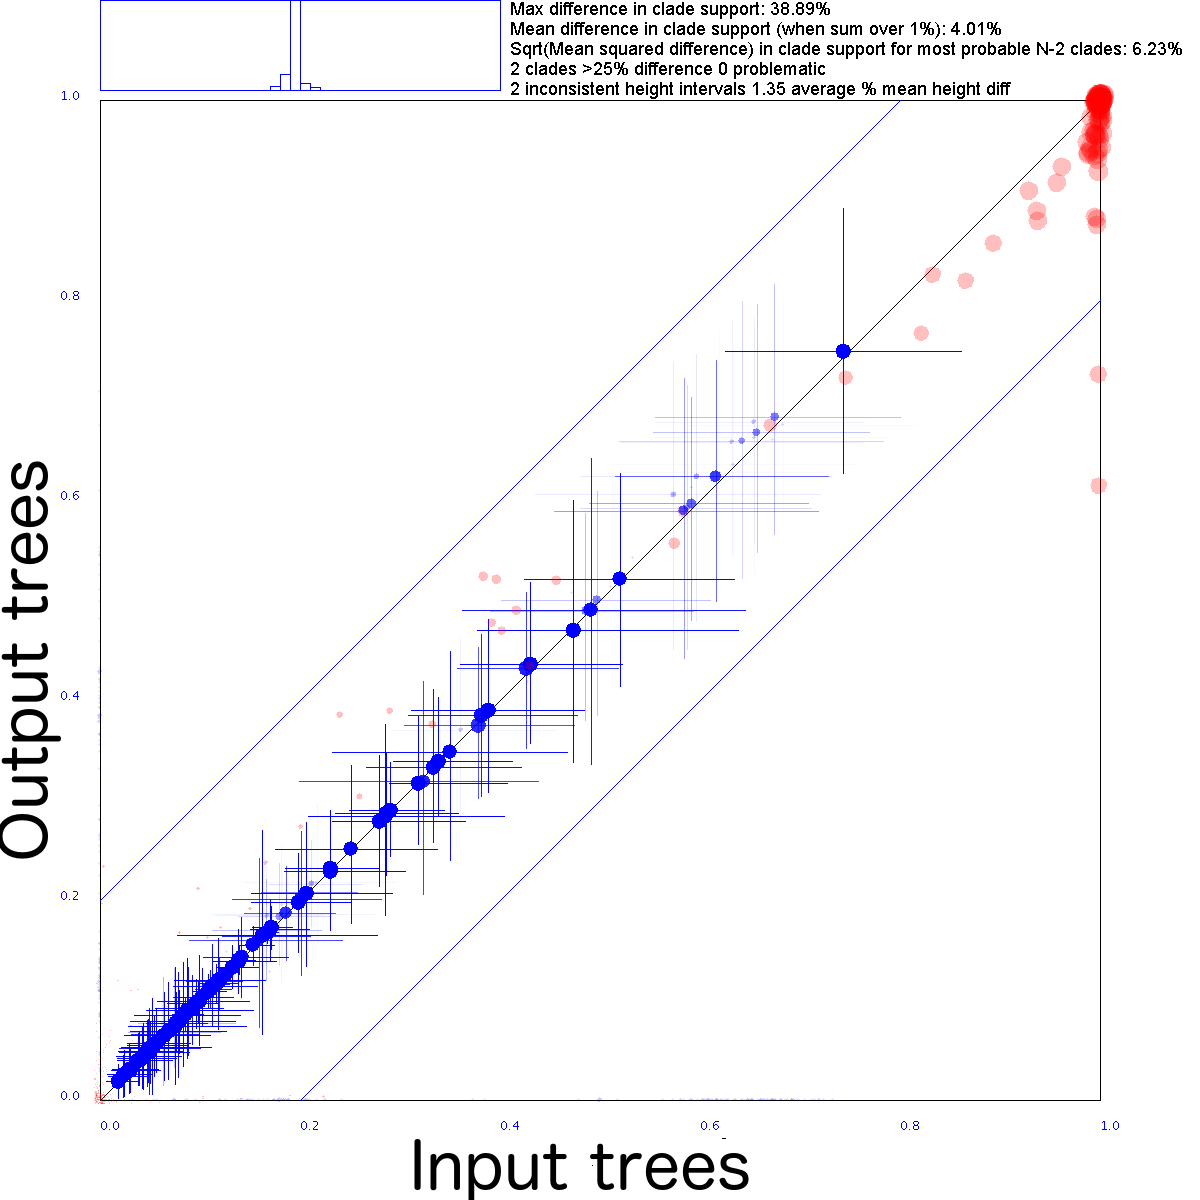 Max difference in clade support: 38.89%
Mean difference in clade support (when sum over 1%): 4.01%
Sqrt(Mean squared difference) in clade support for most probable N-2 clades: 6.23%
2 clades >25% difference 0 problematic
2 inconsistent height intervals 1.35 average % mean height diff
1.0
0.8
0.6
0.4
0.2
0.0
Output trees
0.0 0.2 0.4 0.6 0.8 1.0
Input trees